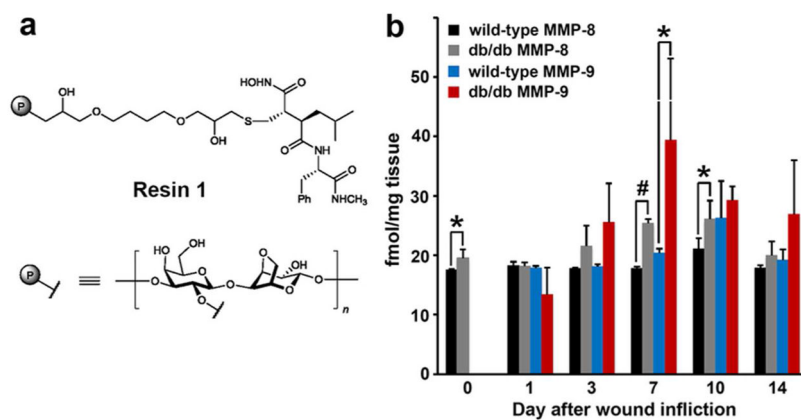 a
HOHN
O
OH
P
O
O
S
OH
O
NH
O
Resin 1
Ph
NHCH₃
P
OH
OH
O
O
O
O
O
OH
O
O
n
b
*
wild-type MMP-8
db/db MMP-8
wild-type MMP-9
db/db MMP-9
fmol/mg tissue
50
40
30
20
10
0
*
#
*
0 1 3 7 10 14
Day after wound infliction